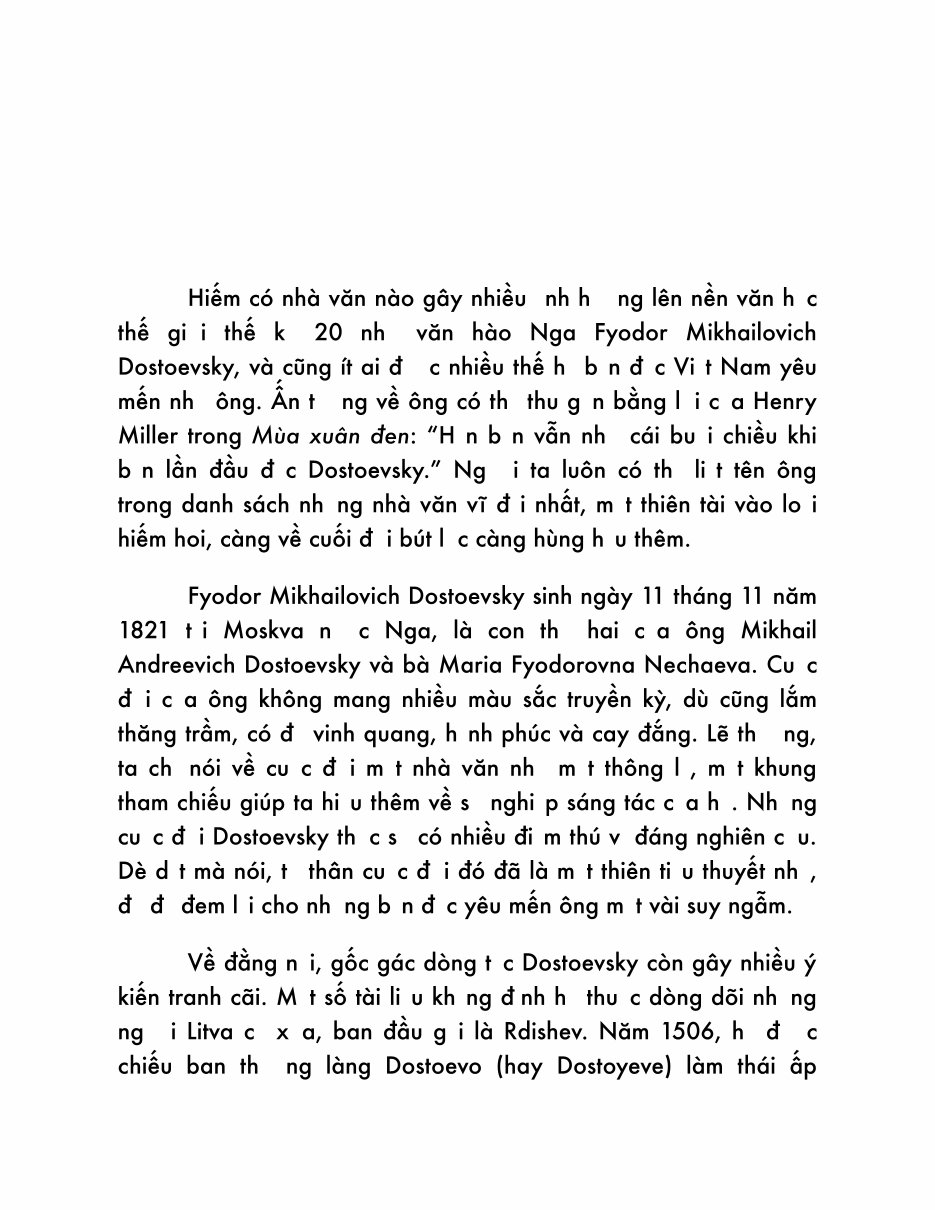 Hiếm có nhà văn nào gây nhiều nh h ng lên nền văn h c
thế gi i thế k 20 nh văn hào Nga Fyodor Mikhailovich
Dostoevsky, và cũng ít ai đ c nhiều thế h b n đ c Vi t Nam yêu
mến nh ông. Ấn t ng về ông có th thu g n bằng l i c a Henry
Miller trong Mùa xuân đen: “H n b n vẫn nh cái bu i chiều khi
b n lần đầu đ c Dostoevsky.” Ng i ta luôn có th li t tên ông
trong danh sách nh ng nhà văn vĩ đ i nhất, m t thiên tài vào lo i
hiếm hoi, càng về cuối đ i bút l c càng hùng h u thêm.
Fyodor Mikhailovich Dostoevsky sinh ngày 11 tháng 11 năm
1821 t i Moskva n c Nga, là con th hai c a ông Mikhail
Andreevich Dostoevsky và bà Maria Fyodorovna Nechaeva. Cu c
đ i c a ông không mang nhiều màu sắc truyền kỳ, dù cũng lắm
thăng trầm, có đ vinh quang, h nh phúc và cay đắng. Lẽ th ng,
ta ch nói về cu c đ i m t nhà văn nh m t thông l , m t khung
tham chiếu giúp ta hi u thêm về s nghi p sáng tác c a h . Nh ng
cu c đ i Dostoevsky th c s có nhiều đi m thú v đáng nghiên c u.
Dè d t mà nói, t thân cu c đ i đó đã là m t thiên ti u thuyết nh ,
đ đ đem l i cho nh ng b n đ c yêu mến ông m t vài suy ngẫm.
Về đằng n i, gốc gác dòng t c Dostoevsky còn gây nhiều ý
kiến tranh cãi. M t số tài li u kh ng đ nh h thu c dòng dõi nh ng
ng i Litva c x a, ban đầu g i là Rdishev. Năm 1506, h đ c
chiếu ban th ng làng Dostoevo (hay Dostoyeve) làm thái ấp